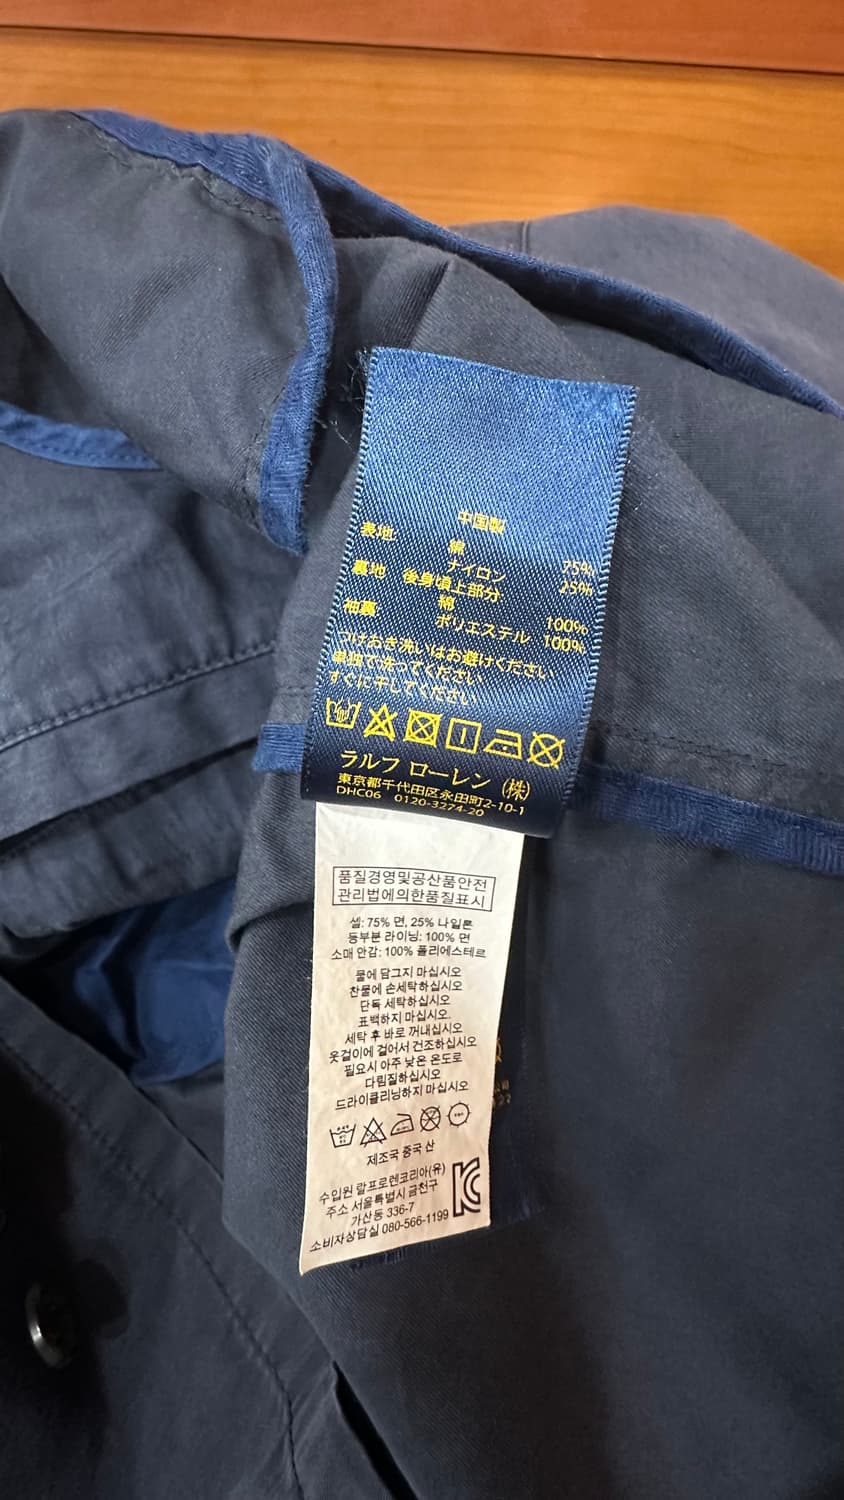 中国製
表地: 綿 75%
ナイロン 25%
裏地 後身頃上部分
綿 100%
袖裏: ポリエステル 100%
つけおき洗いはお避けください
単独で洗ってください
すぐに干してください
ラルフ ローレン (株)
東京都千代田区永田町2-10-1
DHC06 0120-3274-20
품질경영및공산품안전
관리법에의한품질표시
셀: 75% 면, 25% 나일론
등부분 라이닝: 100% 면
소매 안감: 100% 폴리에스테르
물에 담그지 마십시오
찬물에 손세탁하십시오
단독 세탁하십시오
표백하지 마십시오.
세탁 후 바로 꺼내십시오
옷걸이에 걸어서 건조하십시오
필요시 아주 낮은 온도로
다림질하십시오
드라이클리닝하지 마십시오
제조국 중국 산
수입원 랄프로렌코리아(유)
주소 서울특별시 금천구
가산동 336-7
소비자상담실 080-566-1199